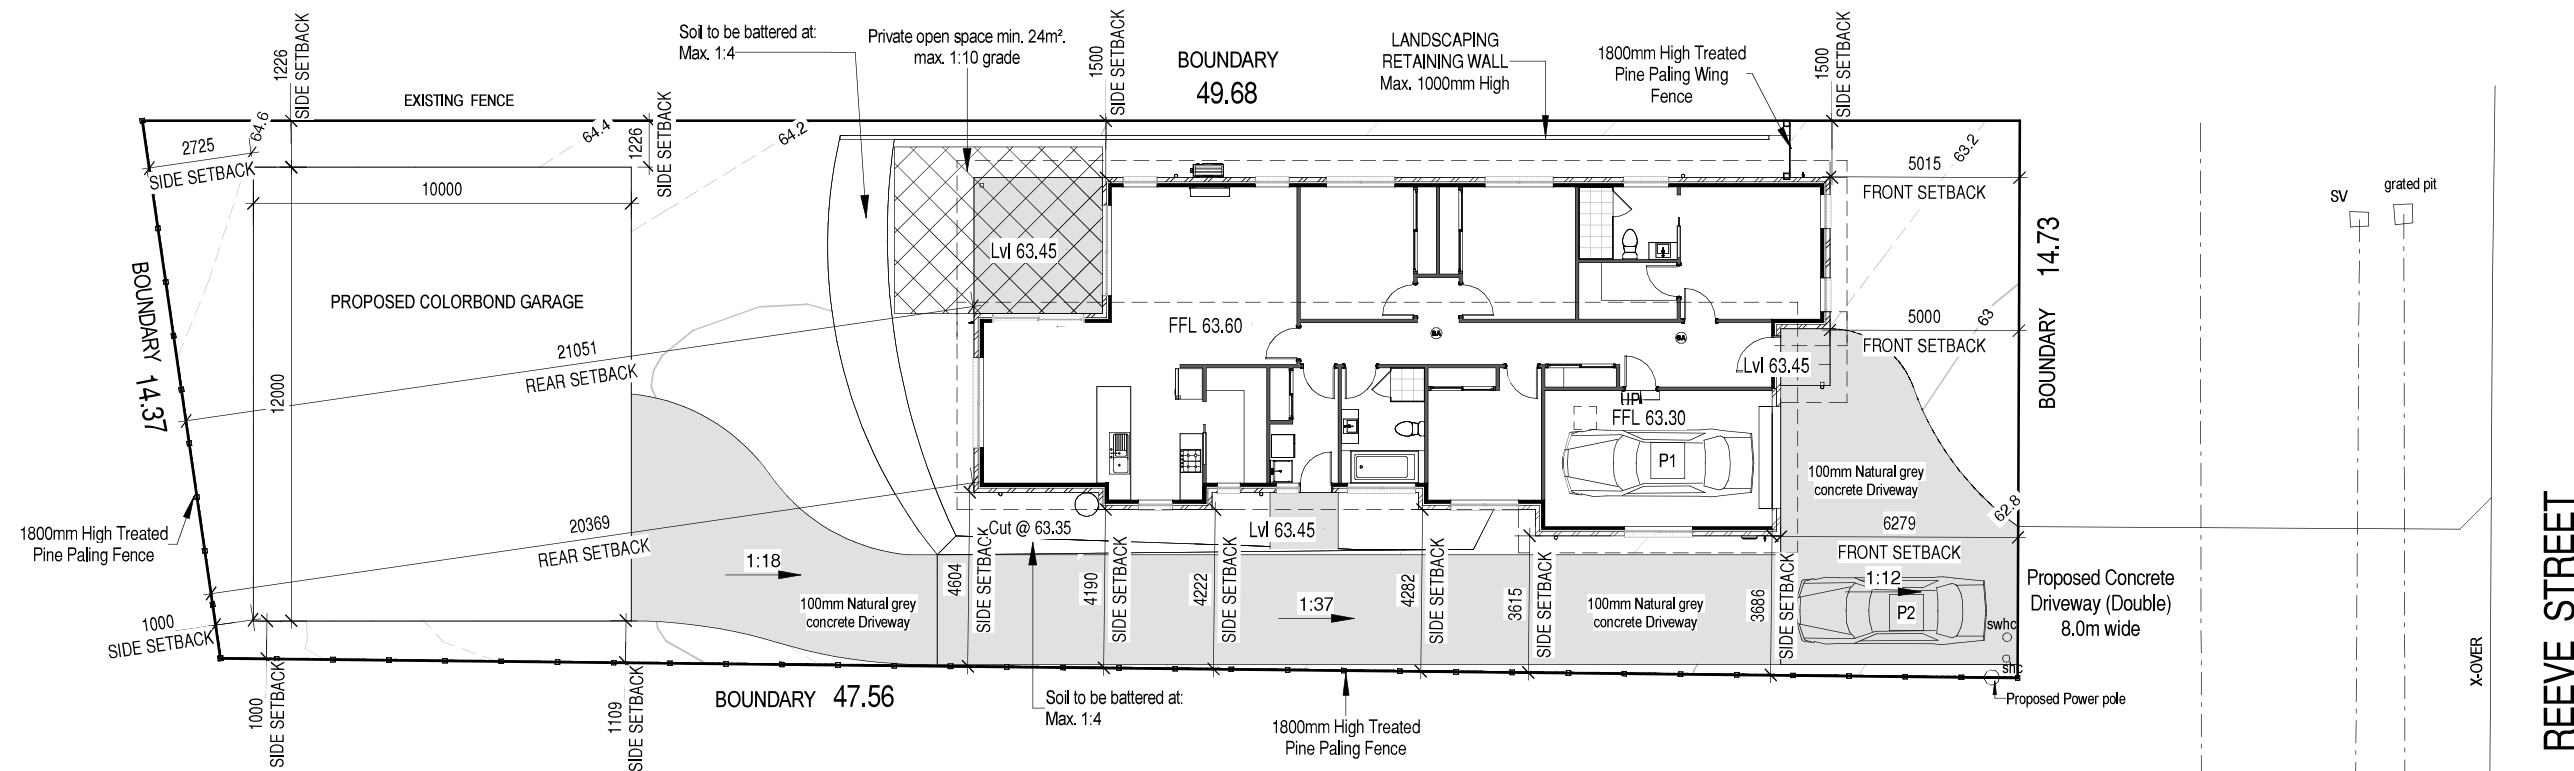 1226
SIDE SETBACK
Soil to be battered at:
Max. 1:4
Private open space min. 24m².
max. 1:10 grade
1500
SIDE SETBACK
BOUNDARY
49.68
LANDSCAPING
RETAINING WALL
Max. 1000mm High
1800mm High Treated
Pine Paling Wing
Fence
1500
SIDE SETBACK
EXISTING FENCE
64.6
64.4
64.2
1226
SIDE SETBACK
2725
SIDE SETBACK
10000
63.2
5015
FRONT SETBACK
SV
grated pit
Lvl 63.45
BOUNDARY 14.37
PROPOSED COLORBOND GARAGE
FFL 63.60
SA
SA
5000
FRONT SETBACK
63
BOUNDARY 14.73
21051
REAR SETBACK
12000
Lvl 63.45
HP
FFL 63.30
P1
100mm Natural grey
concrete Driveway
62.8
1800mm High Treated
Pine Paling Fence
20369
REAR SETBACK
Cut @ 63.35
Lvl 63.45
6279
FRONT SETBACK
1:18
4604
SIDE SETBACK
4190
SIDE SETBACK
4222
SIDE SETBACK
1:37
4282
SIDE SETBACK
3615
SIDE SETBACK
3686
SIDE SETBACK
1:12
P2
Proposed Concrete
Driveway (Double)
8.0m wide
100mm Natural grey
concrete Driveway
100mm Natural grey
concrete Driveway
swhc
shc
1000
SIDE SETBACK
1000
SIDE SETBACK
1109
SIDE SETBACK
BOUNDARY 47.56
Soil to be battered at:
Max. 1:4
1800mm High Treated
Pine Paling Fence
Proposed Power pole
X-OVER
REEVE STREET